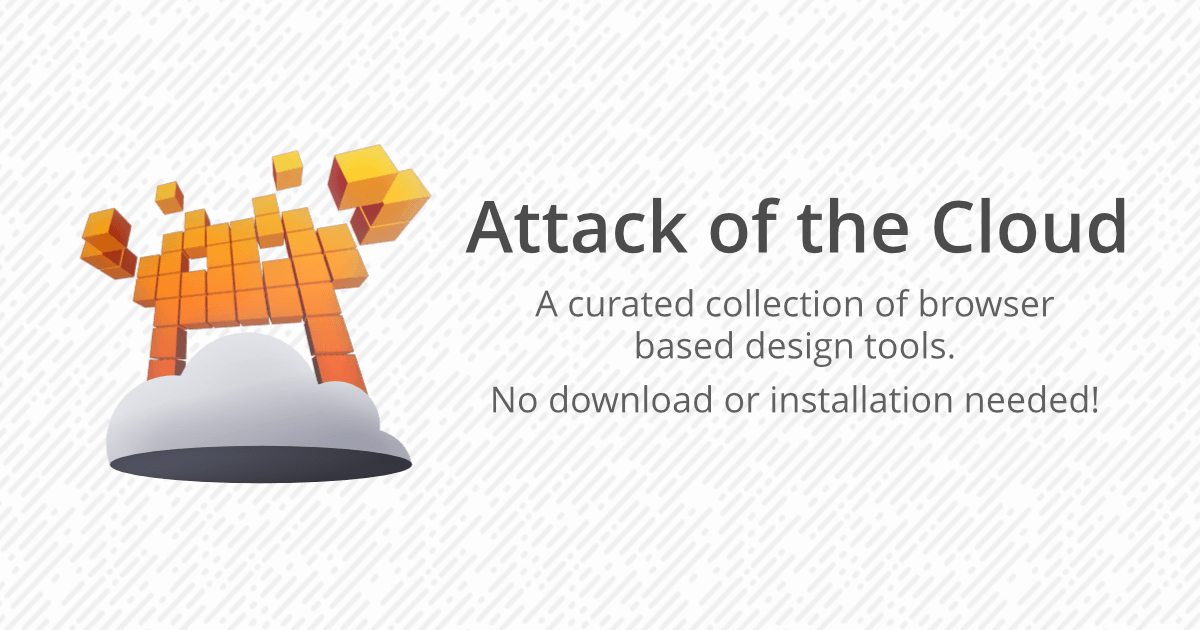 Attack of the Cloud
A curated collection of browser
based design tools.
No download or installation needed!